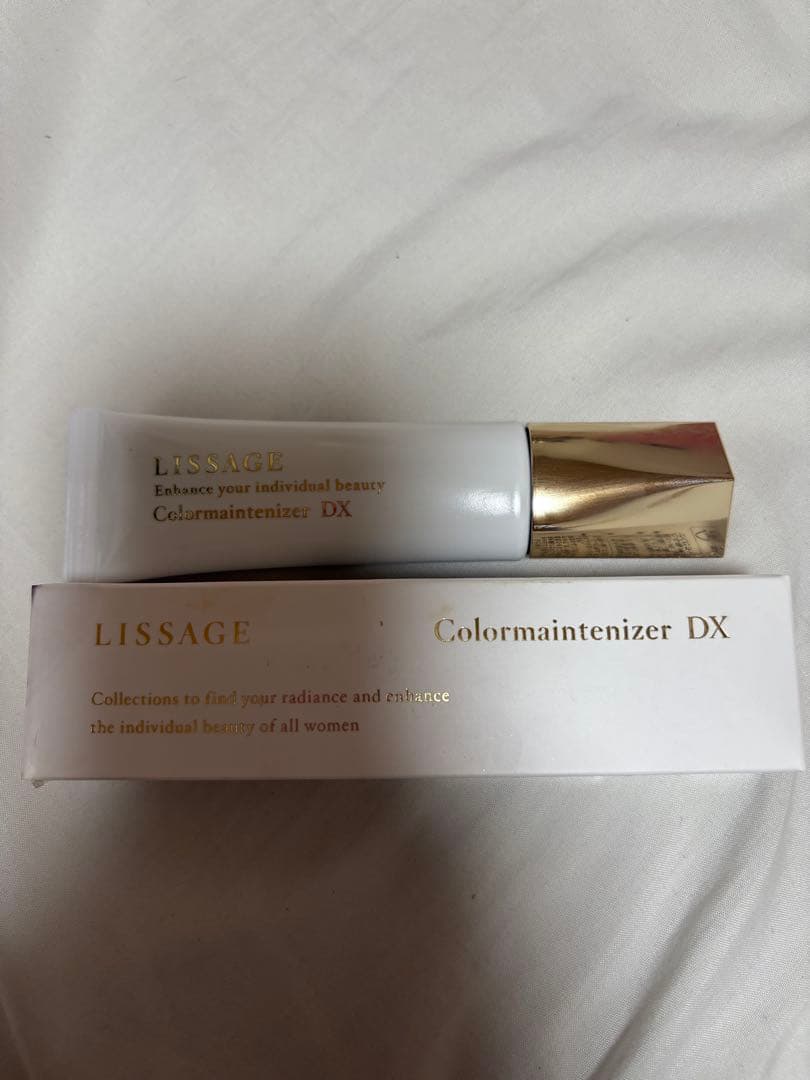 LISSAGE
Enhance your individual beauty
Colormaintenizer DX
LISSAGE
Colormaintenizer DX
Collections to find your radiance and enhance
the individual beauty of all women